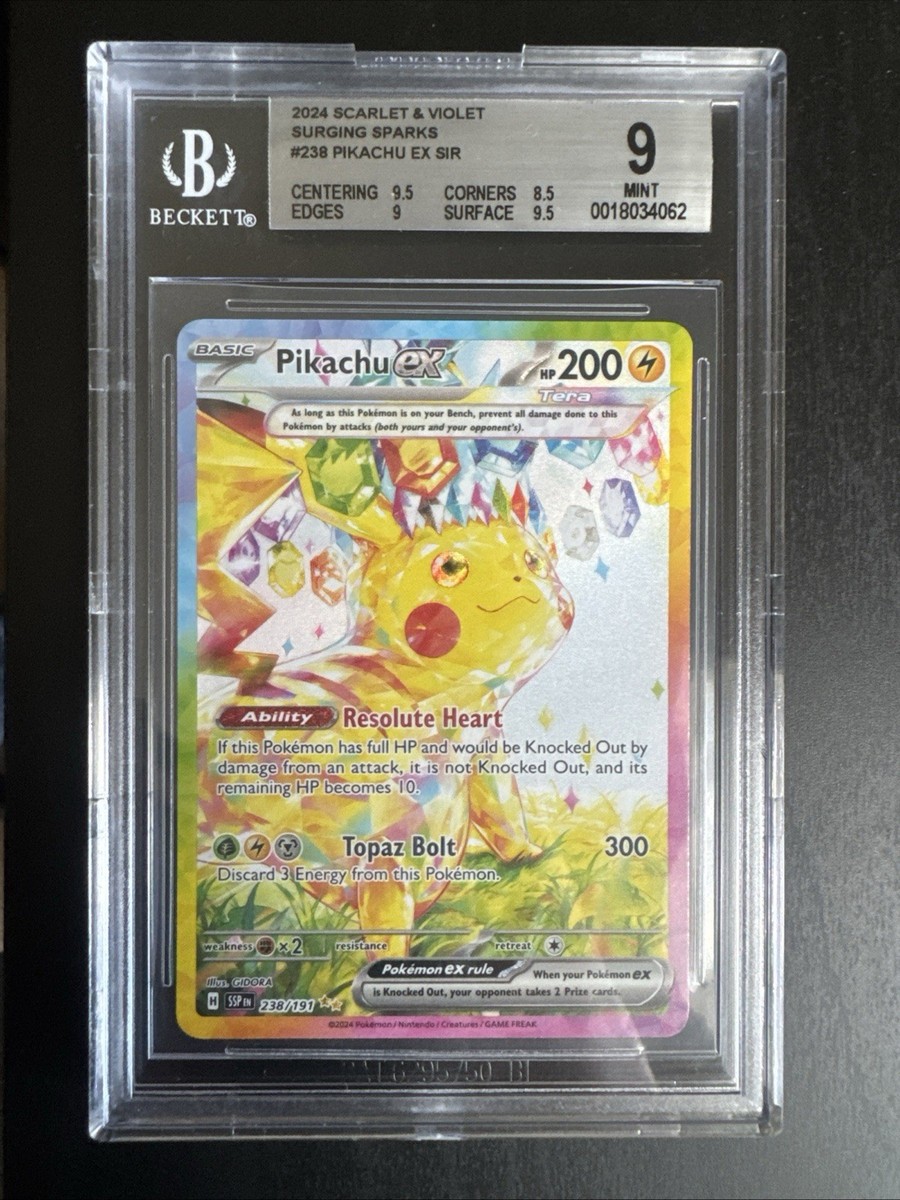 2024 SCARLET & VIOLET
SURGING SPARKS
#238 PIKACHU EX SIR
9
MINT
CENTERING 9.5 CORNERS 8.5
EDGES 9 SURFACE 9.5
0018034062
B
BECKETT®
BASIC
Pikachu ex HP 200
Tera
As long as this Pokémon is on your Bench, prevent all damage done to this
Pokémon by attacks (both yours and your opponent's).
Ability Resolute Heart
If this Pokémon has full HP and would be Knocked Out by
damage from an attack, it is not Knocked Out, and its
remaining HP becomes 10.
Topaz Bolt 300
Discard 3 Energy from this Pokémon.
weakness ×2 resistance retreat
Illus. GIDORA
Pokémon ex rule
When your Pokémon ex
is Knocked Out, your opponent takes 2 Prize cards.
H SSP EN 238/191
©2024 Pokémon / Nintendo / Creatures / GAME FREAK